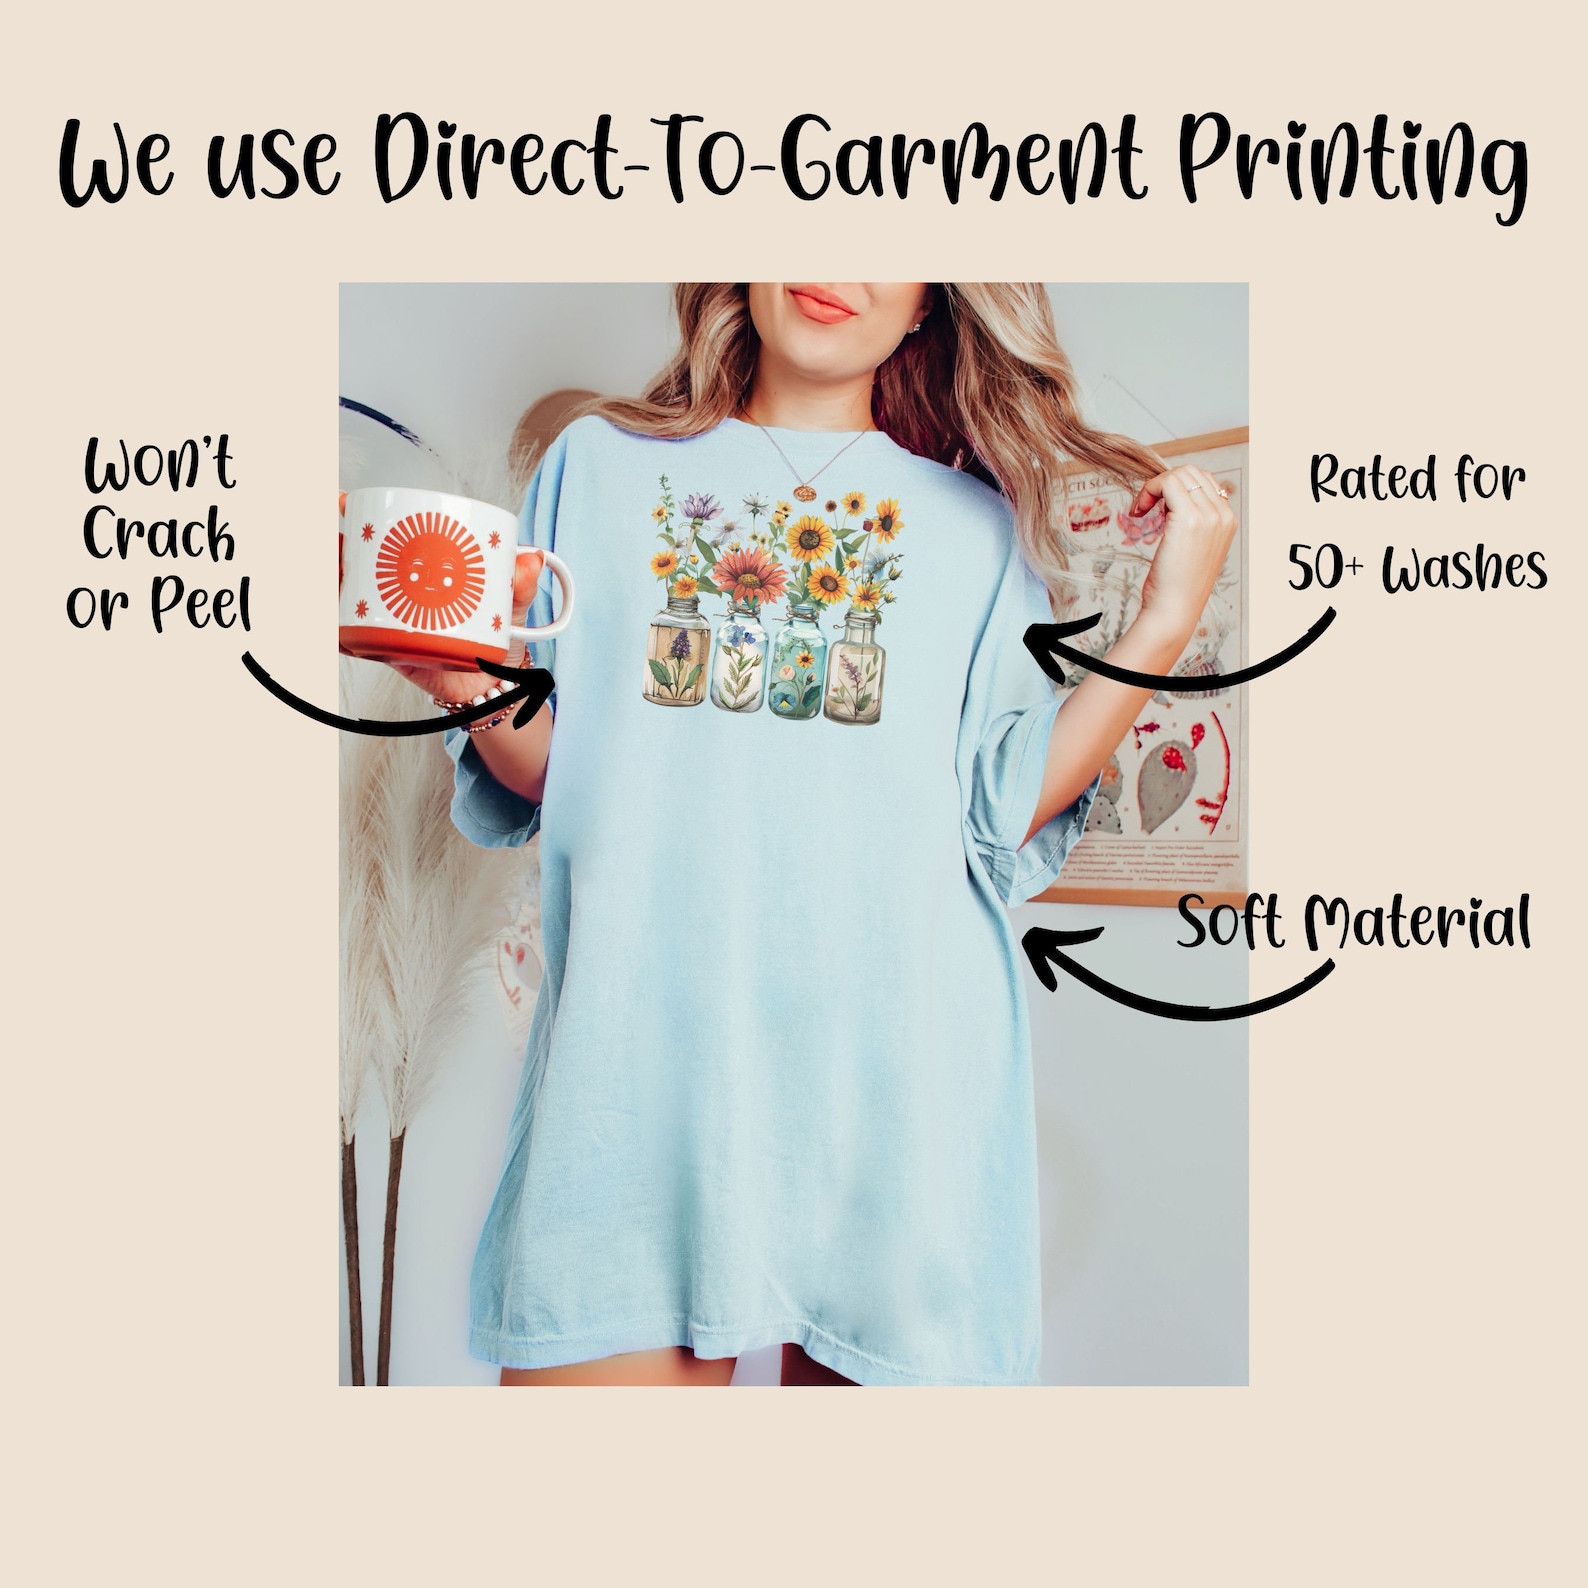 We use Direct-To-Garment Printing
Won't
Crack
or Peel
Rated for
50+ Washes
Soft Material